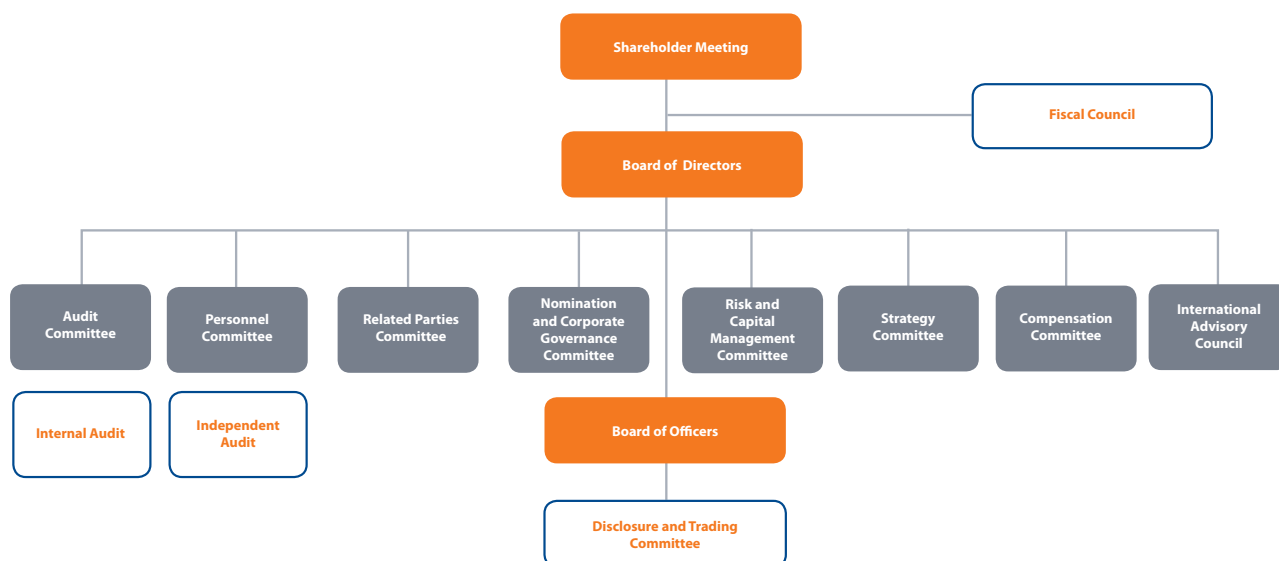 Shareholder Meeting
Fiscal Council
Board of Directors
Audit
Committee
Personnel
Committee
Related Parties
Committee
Nomination
and Corporate
Governance
Committee
Risk and
Capital
Management
Committee
Strategy
Committee
Compensation
Committee
International
Advisory
Council
Internal Audit
Independent
Audit
Board of Officers
Disclosure and Trading
Committee